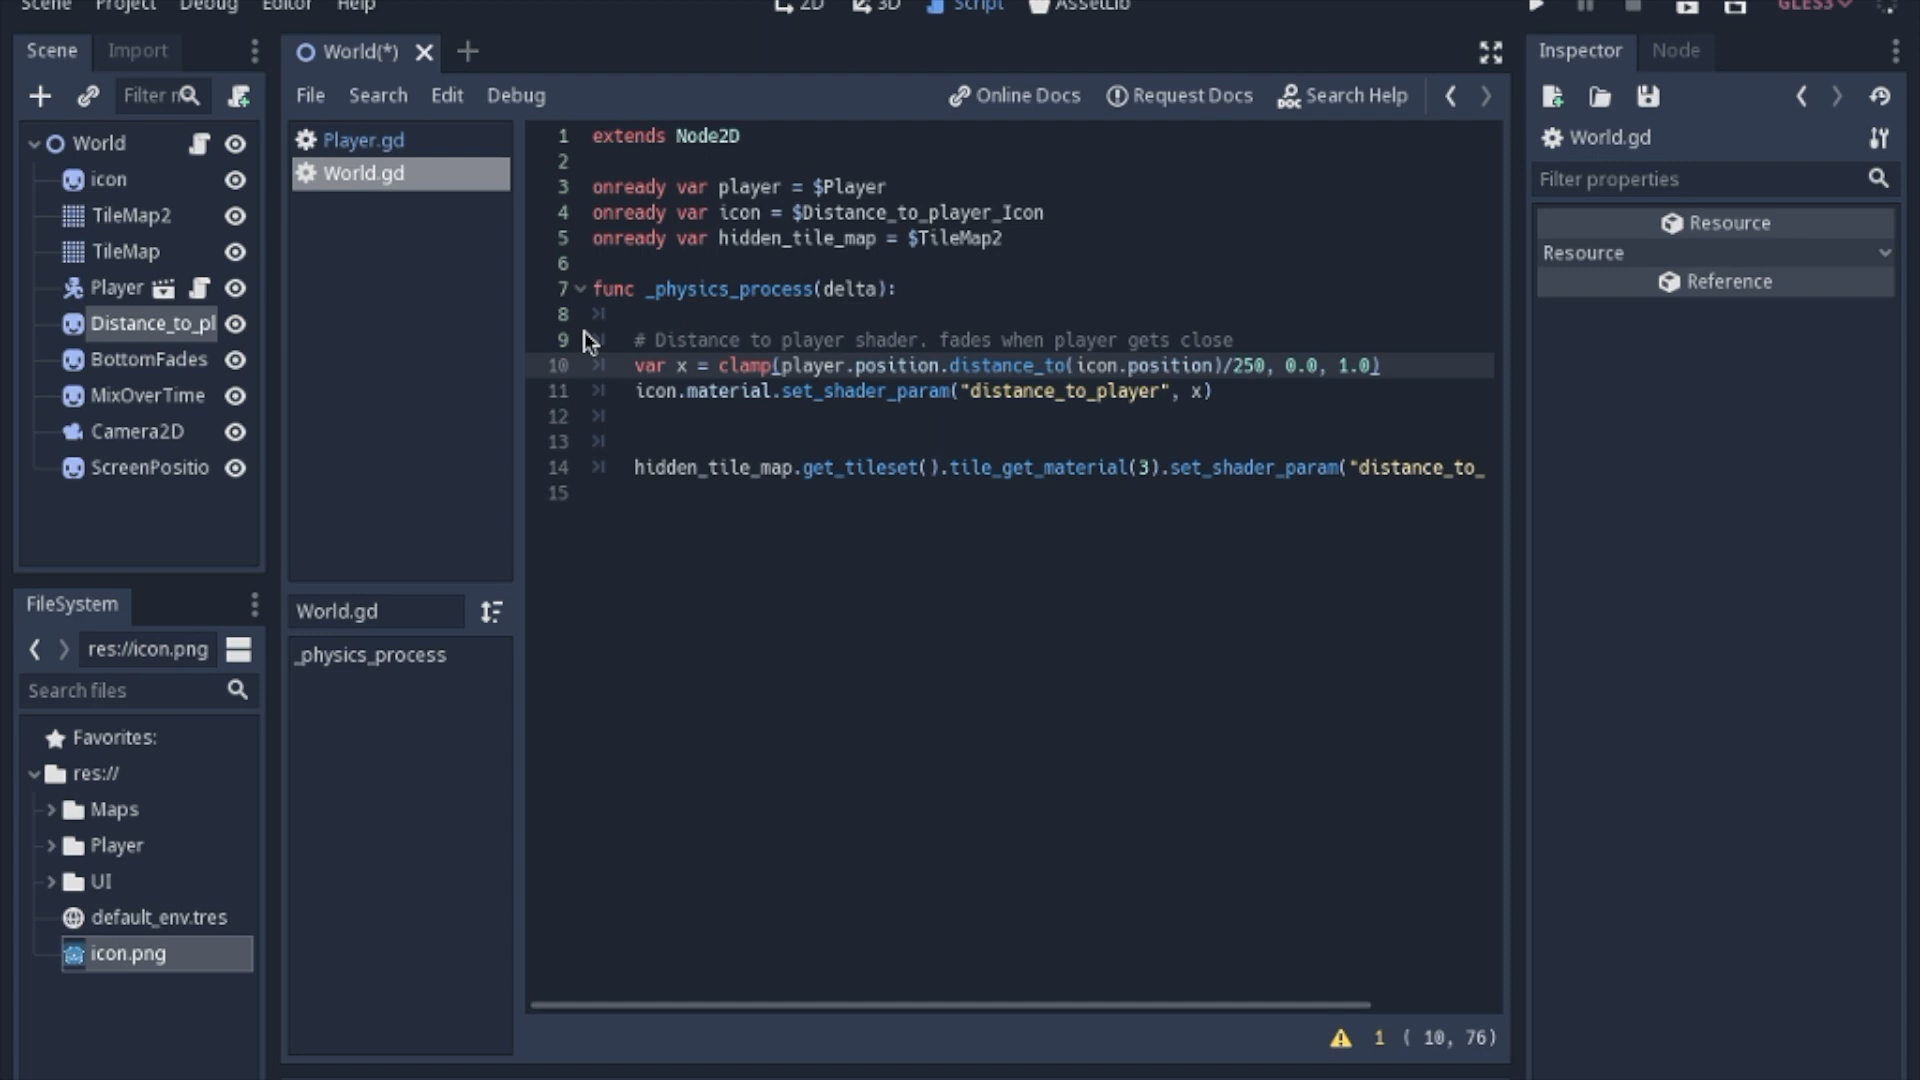 Scene Project Debug Editor Help
2D 3D Script AssetLib
GLES3
Scene Import
World(*)
Inspector Node
Filter n
File Search Edit Debug
Online Docs Request Docs Search Help
World.gd
Filter properties
Resource
Resource
Reference
World
icon
TileMap2
TileMap
Player
Distance_to_pl
BottomFades
MixOverTime
Camera2D
ScreenPositio
Player.gd
World.gd
1 extends Node2D
2
3 onready var player = $Player
4 onready var icon = $Distance_to_player_Icon
5 onready var hidden_tile_map = $TileMap2
6
7 func _physics_process(delta):
8
9 # Distance to player shader. fades when player gets close
10 var x = clamp(player.position.distance_to(icon.position)/250, 0.0, 1.0)
11 icon.material.set_shader_param("distance_to_player", x)
12
13
14 hidden_tile_map.get_tileset().tile_get_material(3).set_shader_param("distance_to_
15
World.gd
_physics_process
FileSystem
res://icon.png
Search files
Favorites:
res://
Maps
Player
UI
default_env.tres
icon.png
1 ( 10, 76)